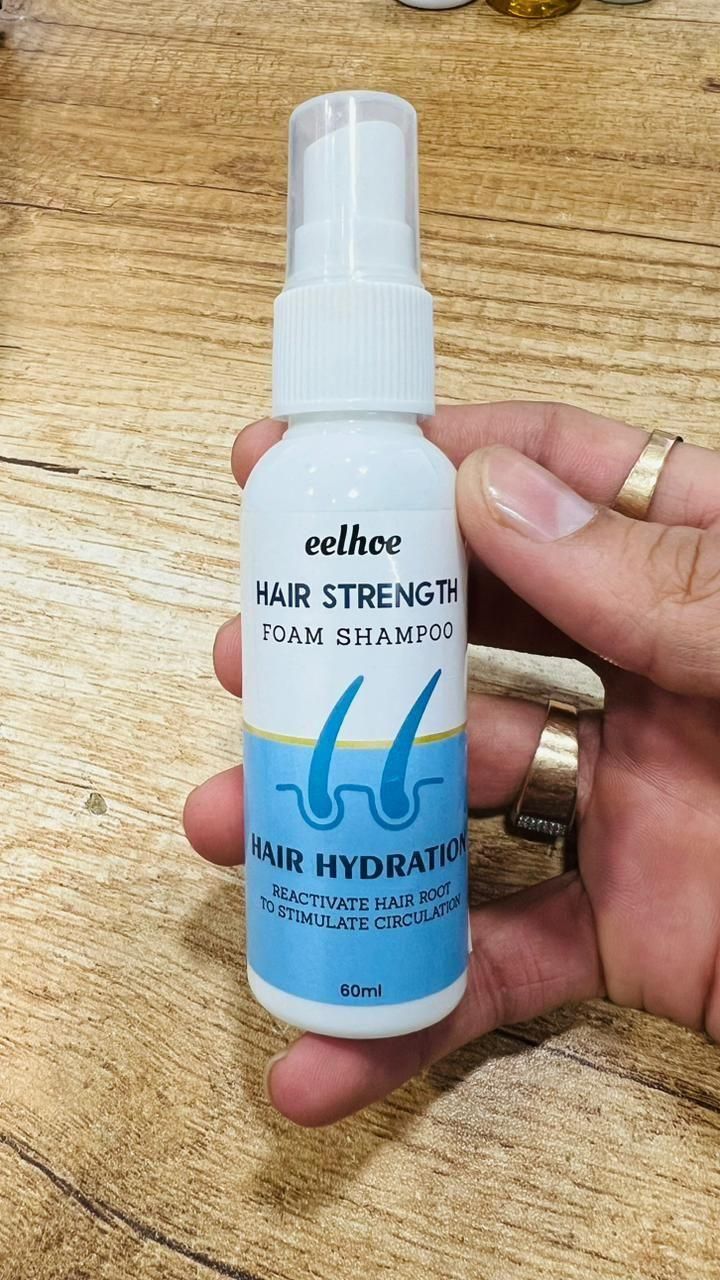 eelhoe
HAIR STRENGTH
FOAM SHAMPOO
HAIR HYDRATION
REACTIVATE HAIR ROOT
TO STIMULATE CIRCULATION
60ml